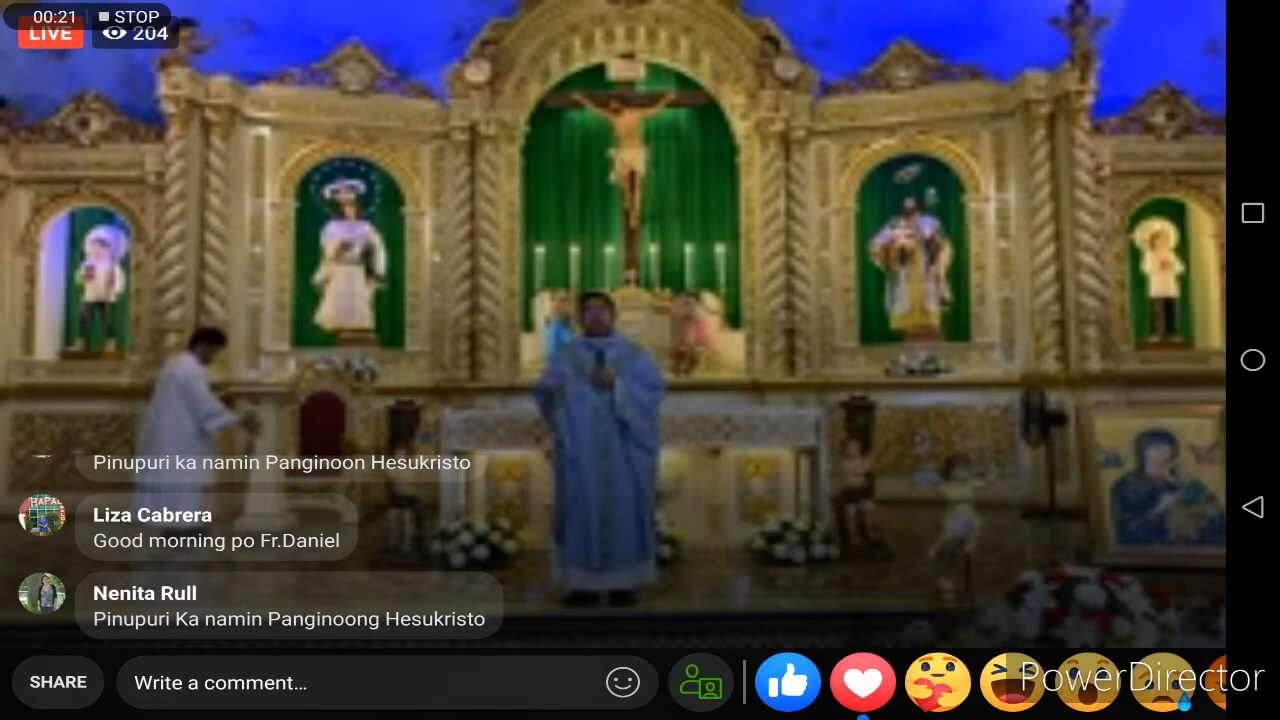 00:21 STOP
LIVE 204
Pinupuri ka namin Panginoon Hesukristo
Liza Cabrera
Good morning po Fr.Daniel
Nenita Rull
Pinupuri Ka namin Panginoong Hesukristo
SHARE
Write a comment...
PowerDirector